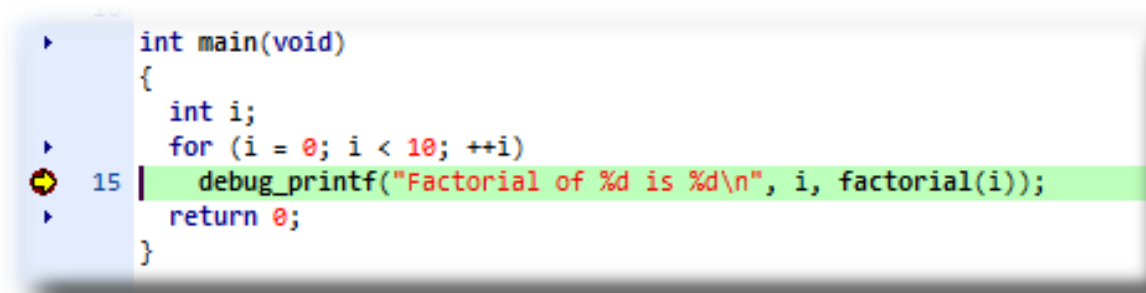 int main(void)
{
int i;
for (i = 0; i < 10; ++i)
15 debug_printf("Factorial of %d is %d\n", i, factorial(i));
return 0;
}